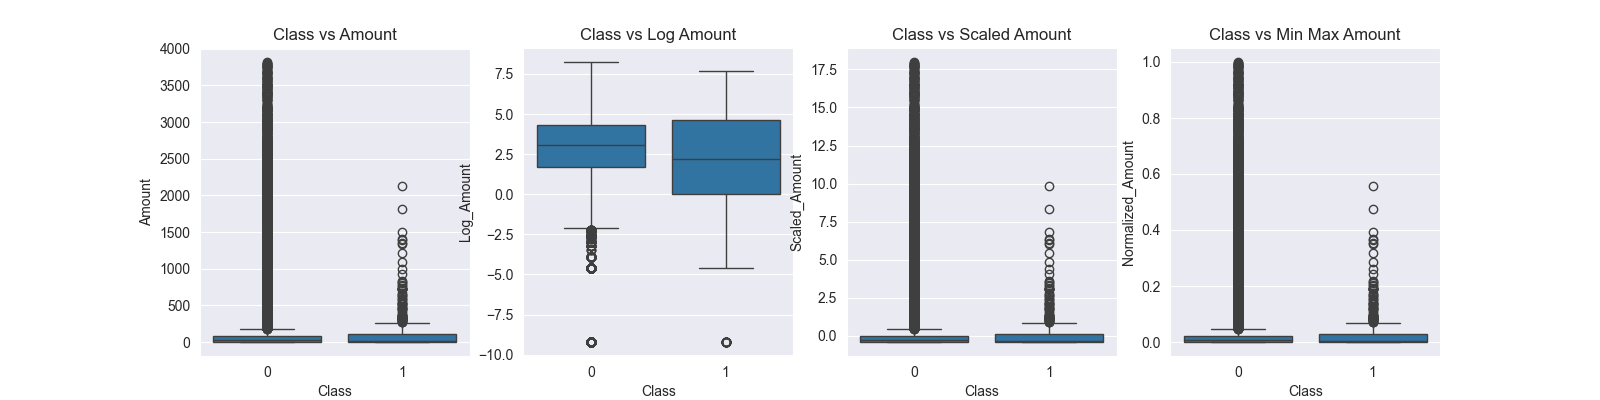 Class vs Amount
4000
3500
3000
2500
2000
1500
1000
500
0
Amount
0 1
Class
Class vs Log Amount
7.5
5.0
2.5
0.0
−2.5
−5.0
−7.5
−10.0
Log_Amount
0 1
Class
Class vs Scaled Amount
17.5
15.0
12.5
10.0
7.5
5.0
2.5
0.0
Scaled_Amount
0 1
Class
Class vs Min Max Amount
1.0
0.8
0.6
0.4
0.2
0.0
Normalized_Amount
0 1
Class